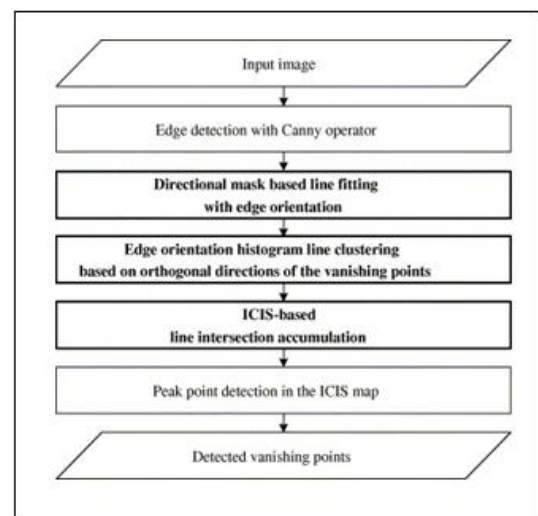 Input image
Edge detection with Canny operator
Directional mask based line fitting
with edge orientation
Edge orientation histogram line clustering
based on orthogonal directions of the vanishing points
ICIS-based
line intersection accumulation
Peak point detection in the ICIS map
Detected vanishing points